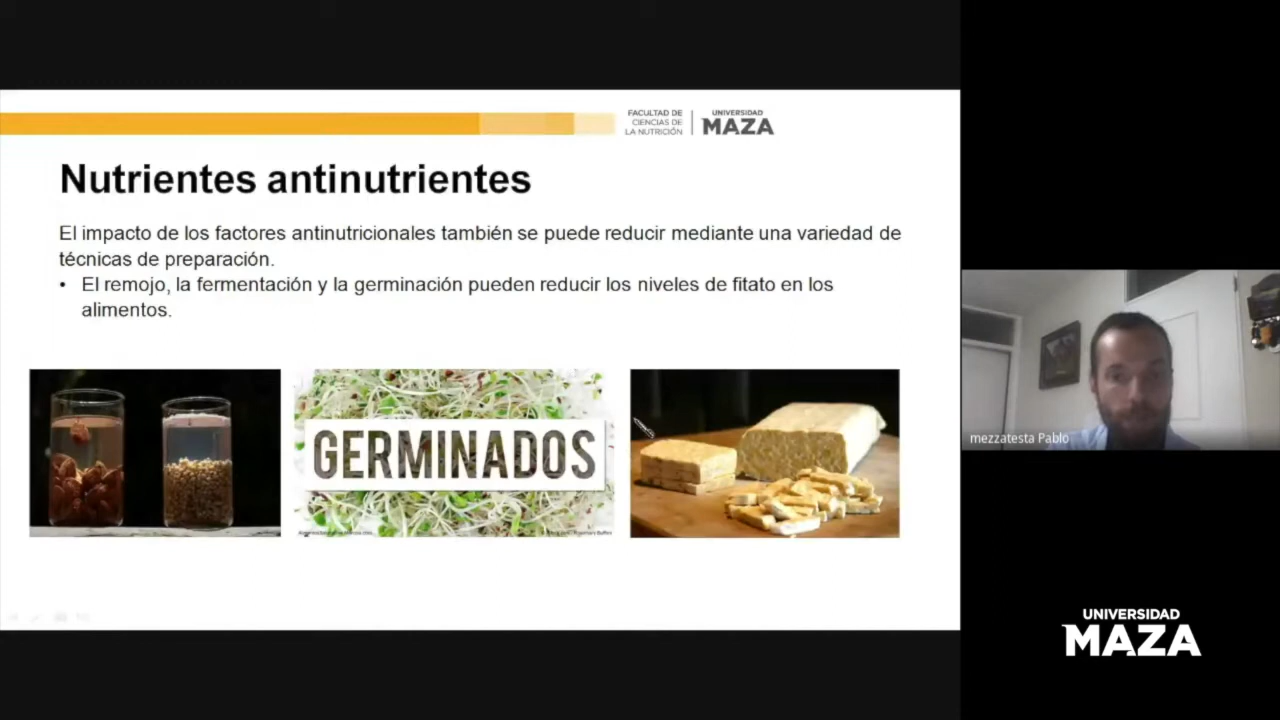 FACULTAD DE
CIENCIAS DE
LA NUTRICIÓN
UNIVERSIDAD
MAZA
Nutrientes antinutrientes
El impacto de los factores antinutricionales también se puede reducir mediante una variedad de
técnicas de preparación.
• El remojo, la fermentación y la germinación pueden reducir los niveles de fitato en los
alimentos.
GERMINADOS
mezzatesta Pablo
UNIVERSIDAD
MAZA